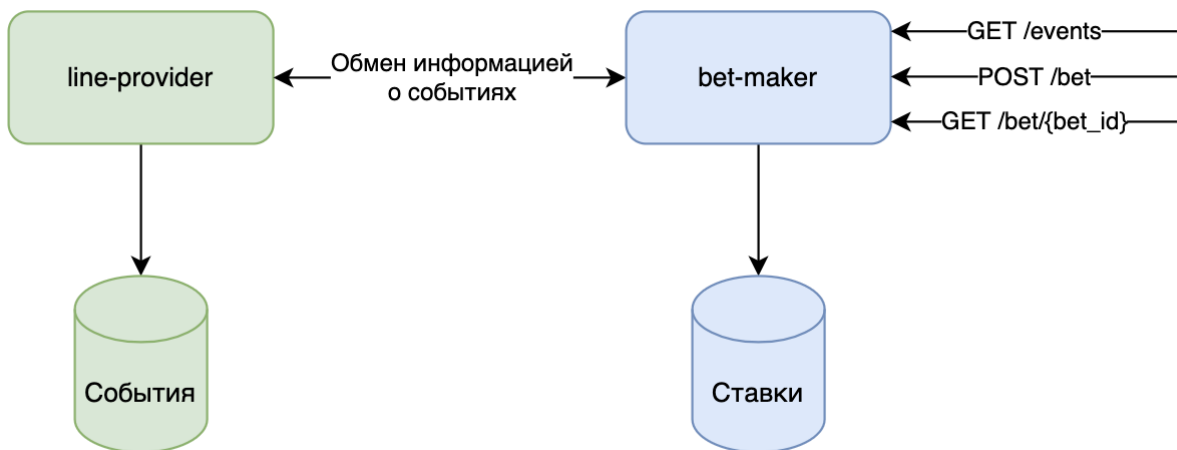 line-provider
Обмен информацией
о событиях
bet-maker
GET /events
POST /bet
GET /bet/{bet_id}
События
Ставки